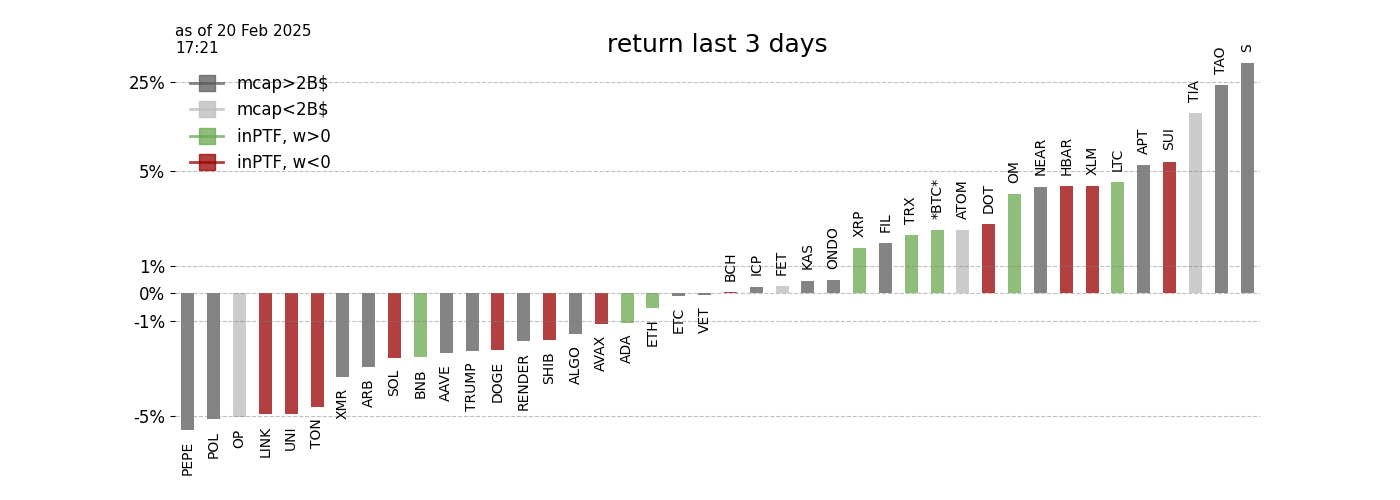 as of 20 Feb 2025
17:21
return last 3 days
mcap>2B$
mcap<2B$
inPTF, w>0
inPTF, w<0
25%
5%
1%
0%
-1%
-5%
PEPE
POL
OP
LINK
UNI
TON
XMR
ARB
SOL
BNB
AAVE
TRUMP
DOGE
RENDER
SHIB
ALGO
AVAX
ADA
ETH
ETC
VET
BCH
ICP
FET
KAS
ONDO
XRP
FIL
TRX
*BTC*
ATOM
DOT
OM
NEAR
HBAR
XLM
LTC
APT
SUI
TIA
TAO
S